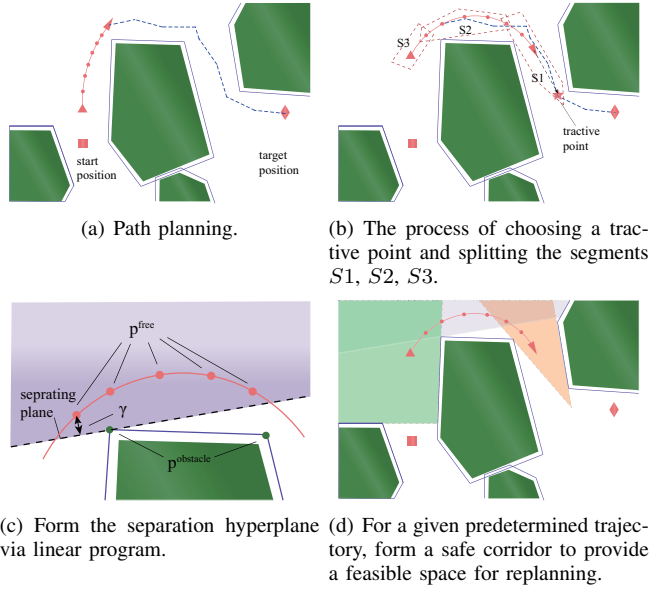 start
position
target
position
(a) Path planning.
S3
S2
S1
tractive
point
(b) The process of choosing a trac-
tive point and splitting the segments
S1, S2, S3.
p^free
seprating
plane
γ
p^obstacle
(c) Form the separation hyperplane
via linear program.
(d) For a given predetermined trajec-
tory, form a safe corridor to provide
a feasible space for replanning.